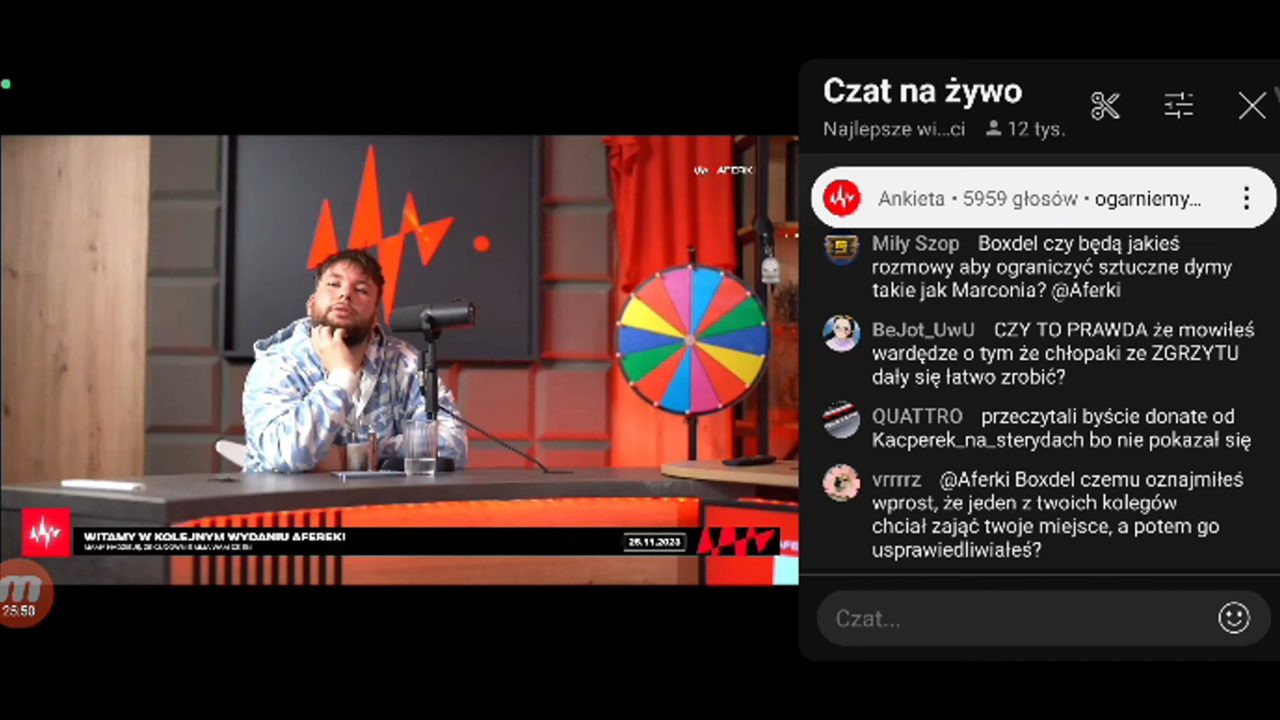 Czat na żywo
Najlepsze wi...ci 12 tys.
Ankieta • 5959 głosów • ogarniemy...
Miły Szop Boxdel czy będą jakieś
rozmowy aby ograniczyć sztuczne dymy
takie jak Marconia? @Aferki
BeJot_UwU CZY TO PRAWDA że mowiłeś
wardędze o tym że chłopaki ze ZGRZYTU
dały się łatwo zrobić?
QUATTRO przeczytali byście donate od
Kacperek_na_sterydach bo nie pokazał się
vrrrrz @Aferki Boxdel czemu oznajmiłeś
wprost, że jeden z twoich kolegów
chciał zająć twoje miejsce, a potem go
usprawiedliwiałeś?
Czat...
AFERKI
WITAMY W KOLEJNYM WYDANIU AFEREK!
25.11.2023
25:50